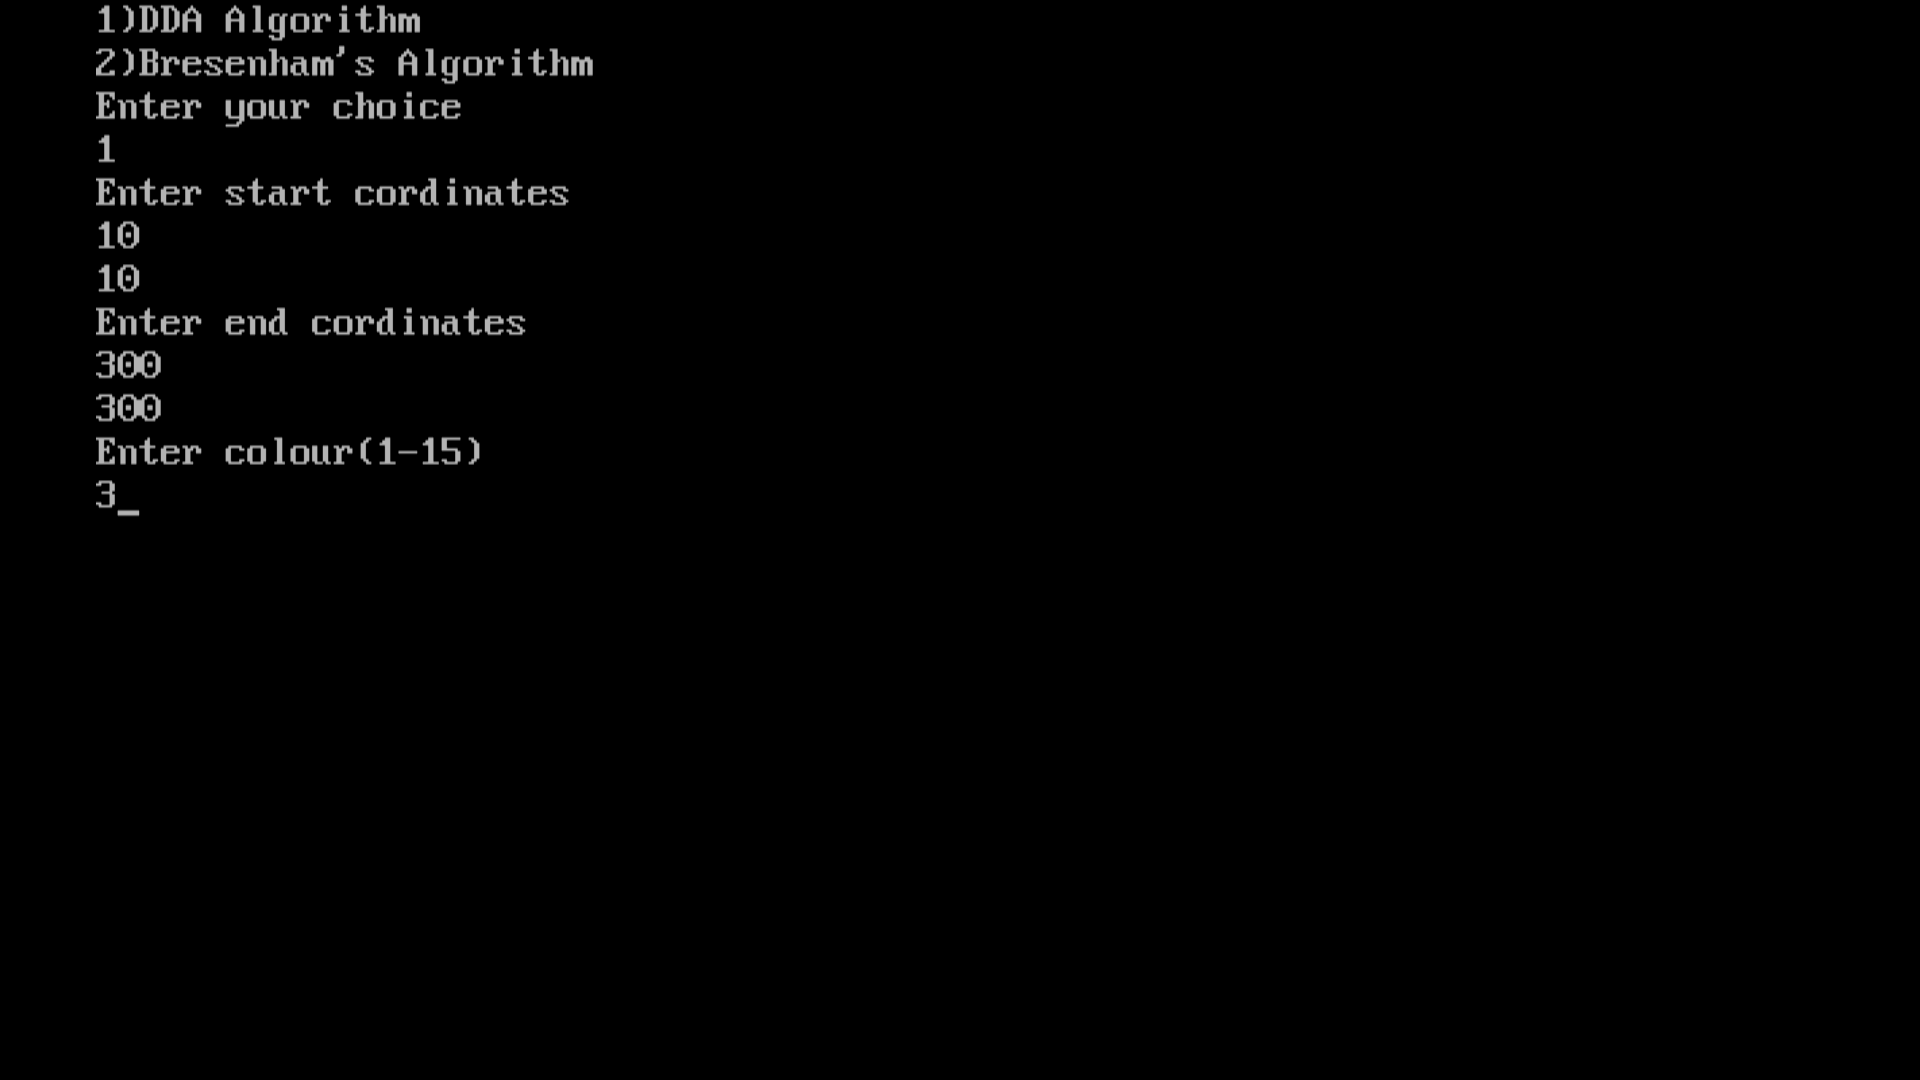 1)DDA Algorithm
2)Bresenham's Algorithm
Enter your choice
1
Enter start cordinates
10
10
Enter end cordinates
300
300
Enter colour(1-15)
3_